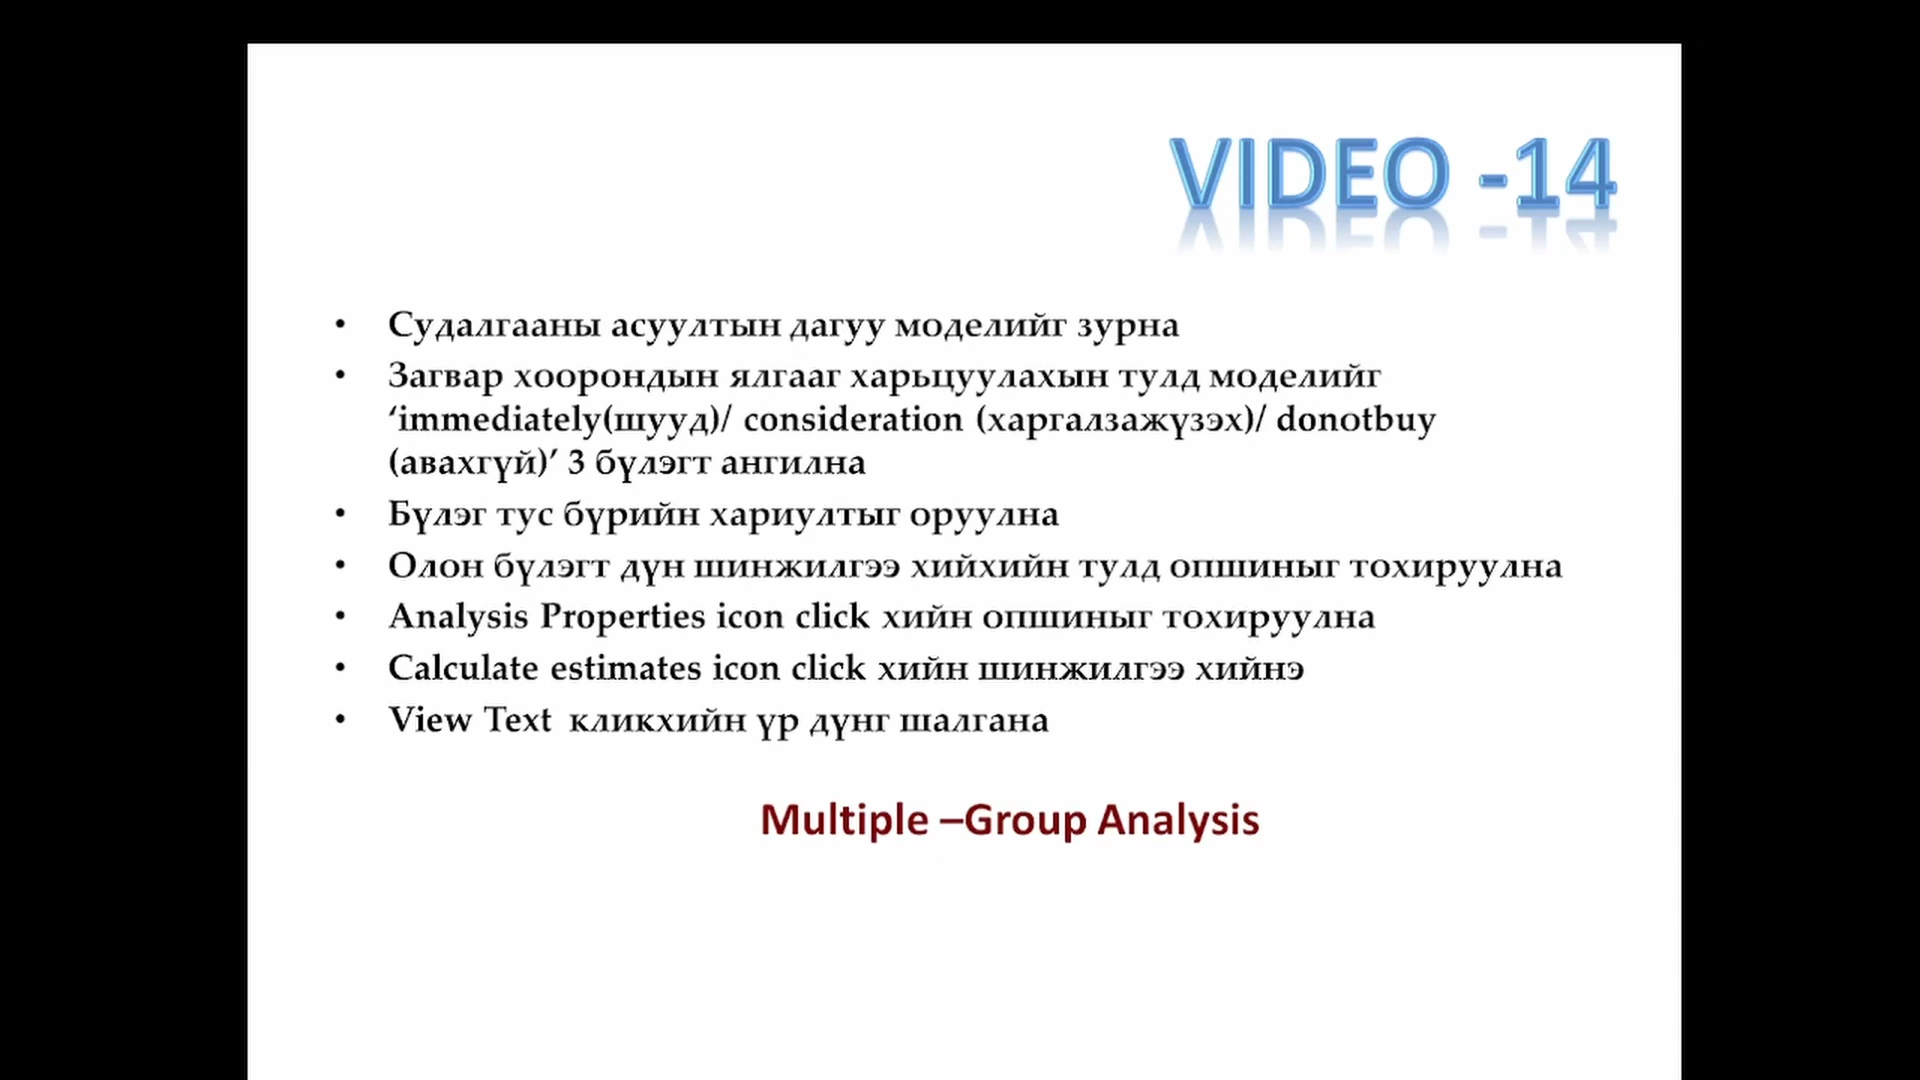 VIDEO -14
• Судалгааны асуултын дагуу моделийг зурна
• Загвар хоорондын ялгааг харьцуулахын тулд моделийг
‘immediately(шууд)/ consideration (харгалзажүзэх)/ donotbuy
(авахгүй)’ 3 бүлэгт ангилна
• Бүлэг тус бүрийн хариултыг оруулна
• Олон бүлэгт дүн шинжилгээ хийхийн тулд опшиныг тохируулна
• Analysis Properties icon click хийн опшиныг тохируулна
• Calculate estimates icon click хийн шинжилгээ хийнэ
• View Text кликхийн үр дүнг шалгана
Multiple –Group Analysis